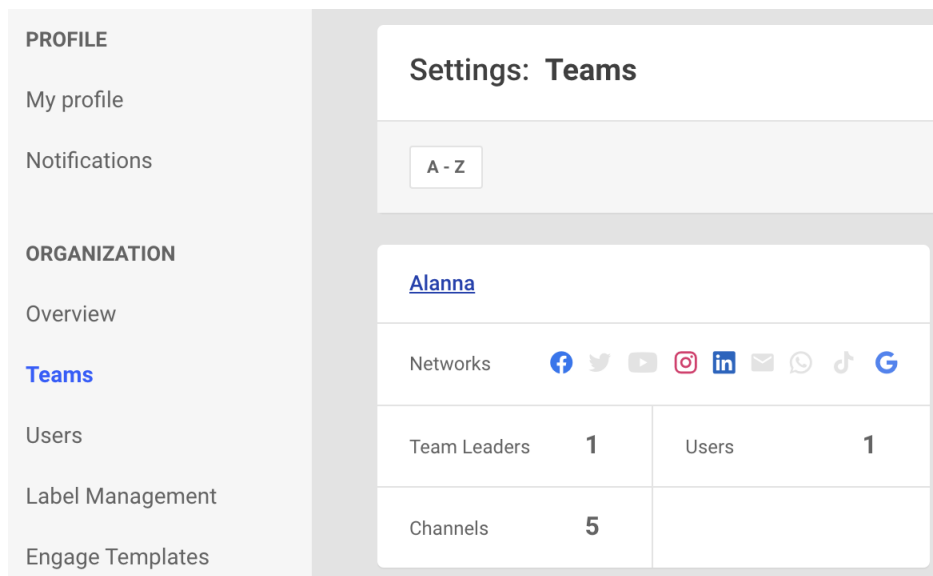 PROFILE
My profile
Notifications
ORGANIZATION
Overview
Teams
Users
Label Management
Engage Templates
Settings: Teams
A - Z
Alanna
Networks
Team Leaders 1 Users 1
Channels 5